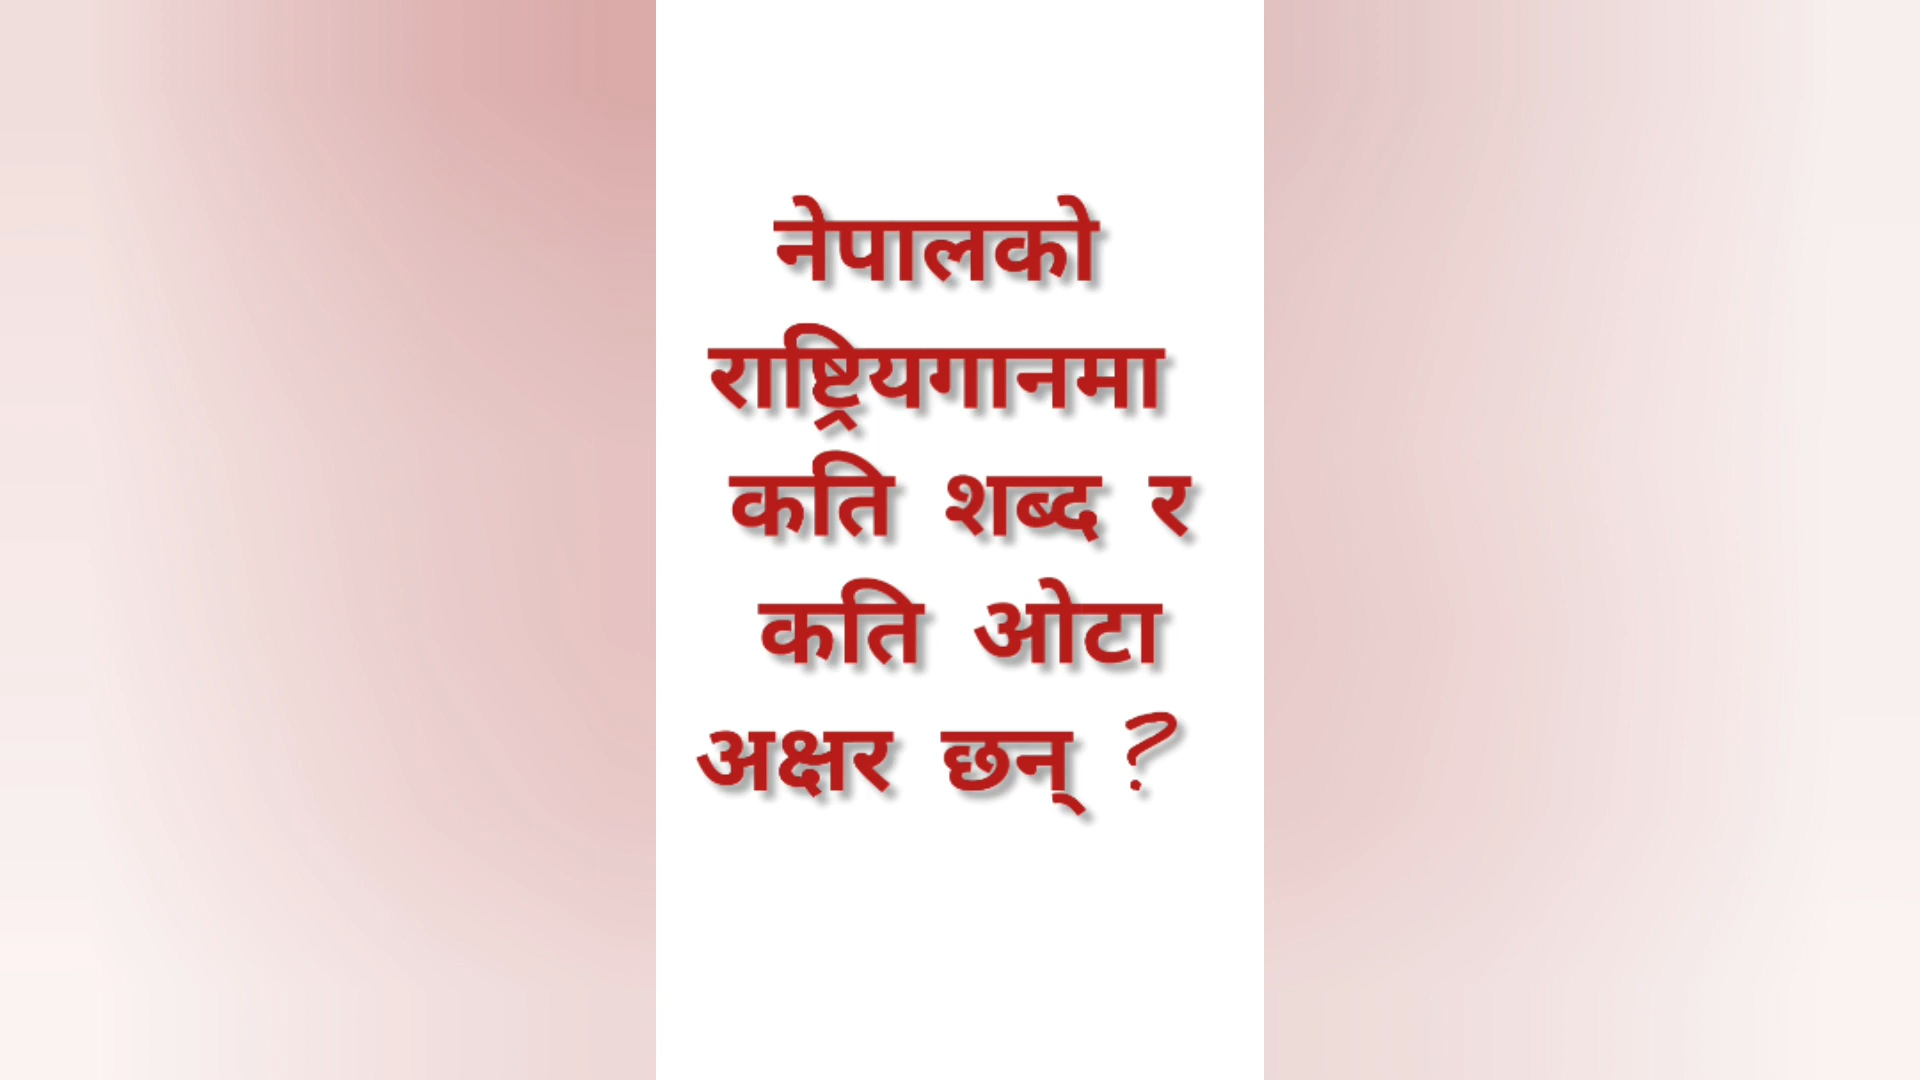 नेपालको
राष्ट्रियगानमा
कति शब्द र
कति ओटा
अक्षर छन् ?